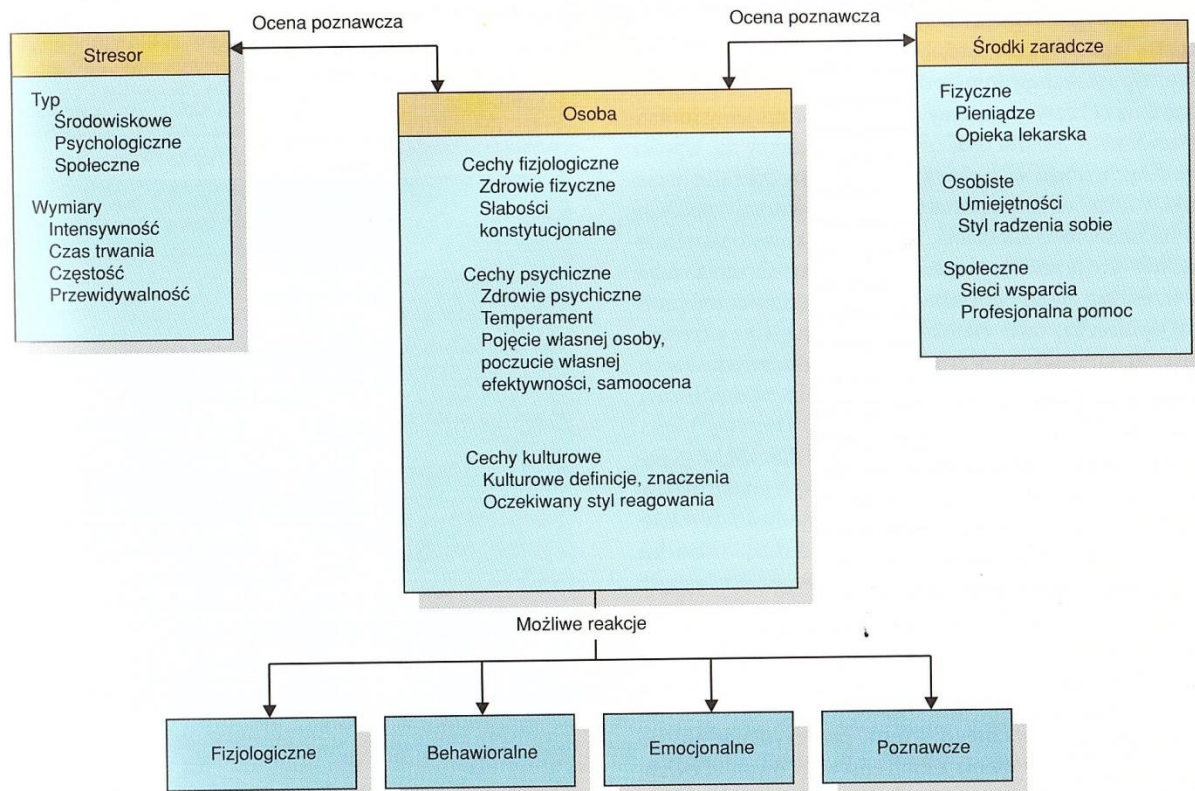 Ocena poznawcza
Ocena poznawcza
Stresor
Typ
Środowiskowe
Psychologiczne
Społeczne
Wymiary
Intensywność
Czas trwania
Częstość
Przewidywalność
Osoba
Cechy fizjologiczne
Zdrowie fizyczne
Słabości
konstytucjonalne
Cechy psychiczne
Zdrowie psychiczne
Temperament
Pojęcie własnej osoby,
poczucie własnej
efektywności, samoocena
Cechy kulturowe
Kulturowe definicje, znaczenia
Oczekiwany styl reagowania
Środki zaradcze
Fizyczne
Pieniądze
Opieka lekarska
Osobiste
Umiejętności
Styl radzenia sobie
Społeczne
Sieci wsparcia
Profesjonalna pomoc
Możliwe reakcje
Fizjologiczne
Behawioralne
Emocjonalne
Poznawcze